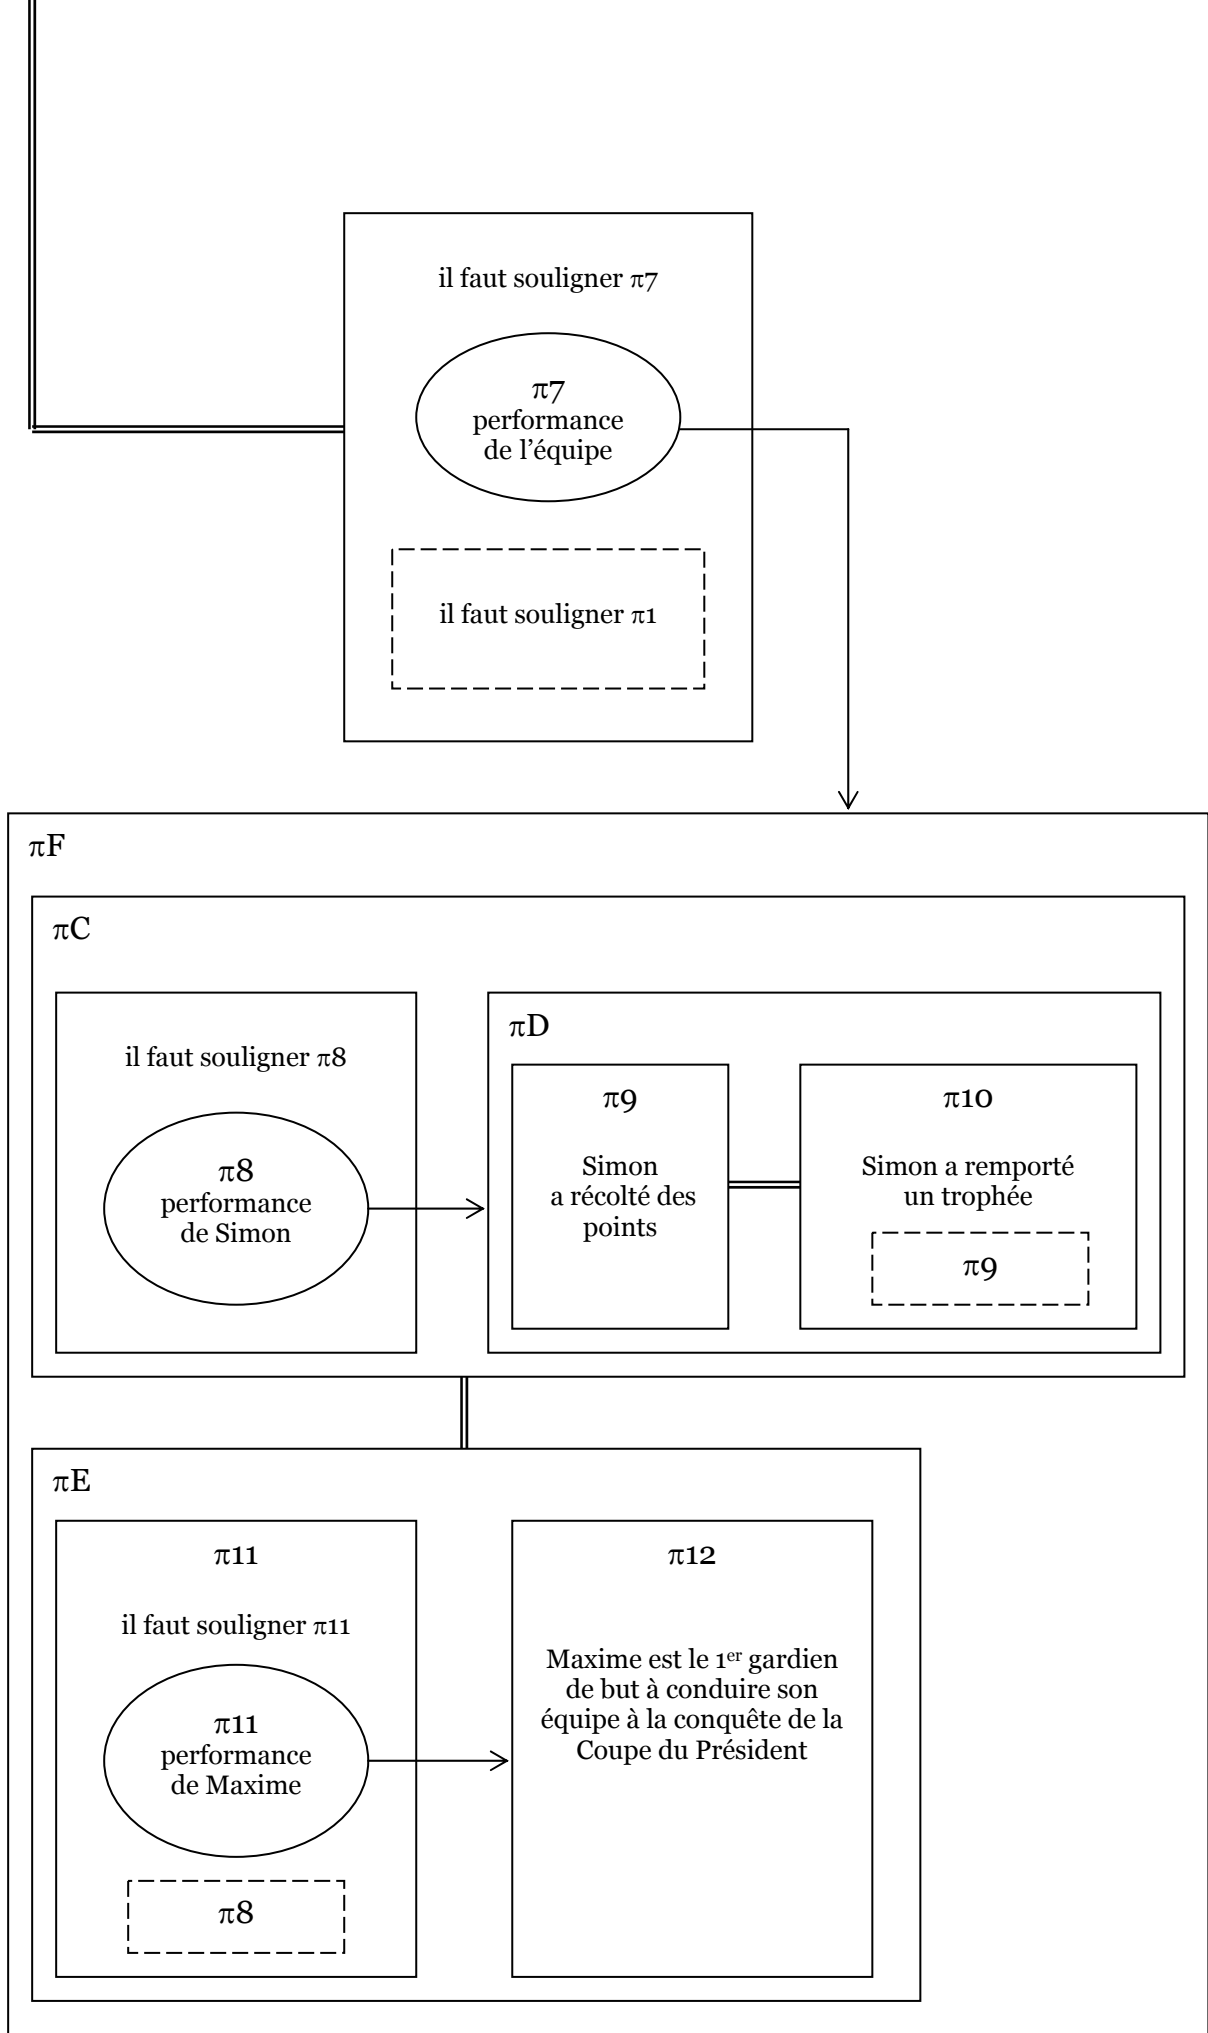 il faut souligner π7
π7
performance
de l'équipe
il faut souligner π1
πF
πC
il faut souligner π8
π8
performance
de Simon
πD
π9
Simon
a récolté des
points
π10
Simon a remporté
un trophée
π9
πE
π11
il faut souligner π11
π11
performance
de Maxime
π8
π12
Maxime est le 1er gardien
de but à conduire son
équipe à la conquête de la
Coupe du Président